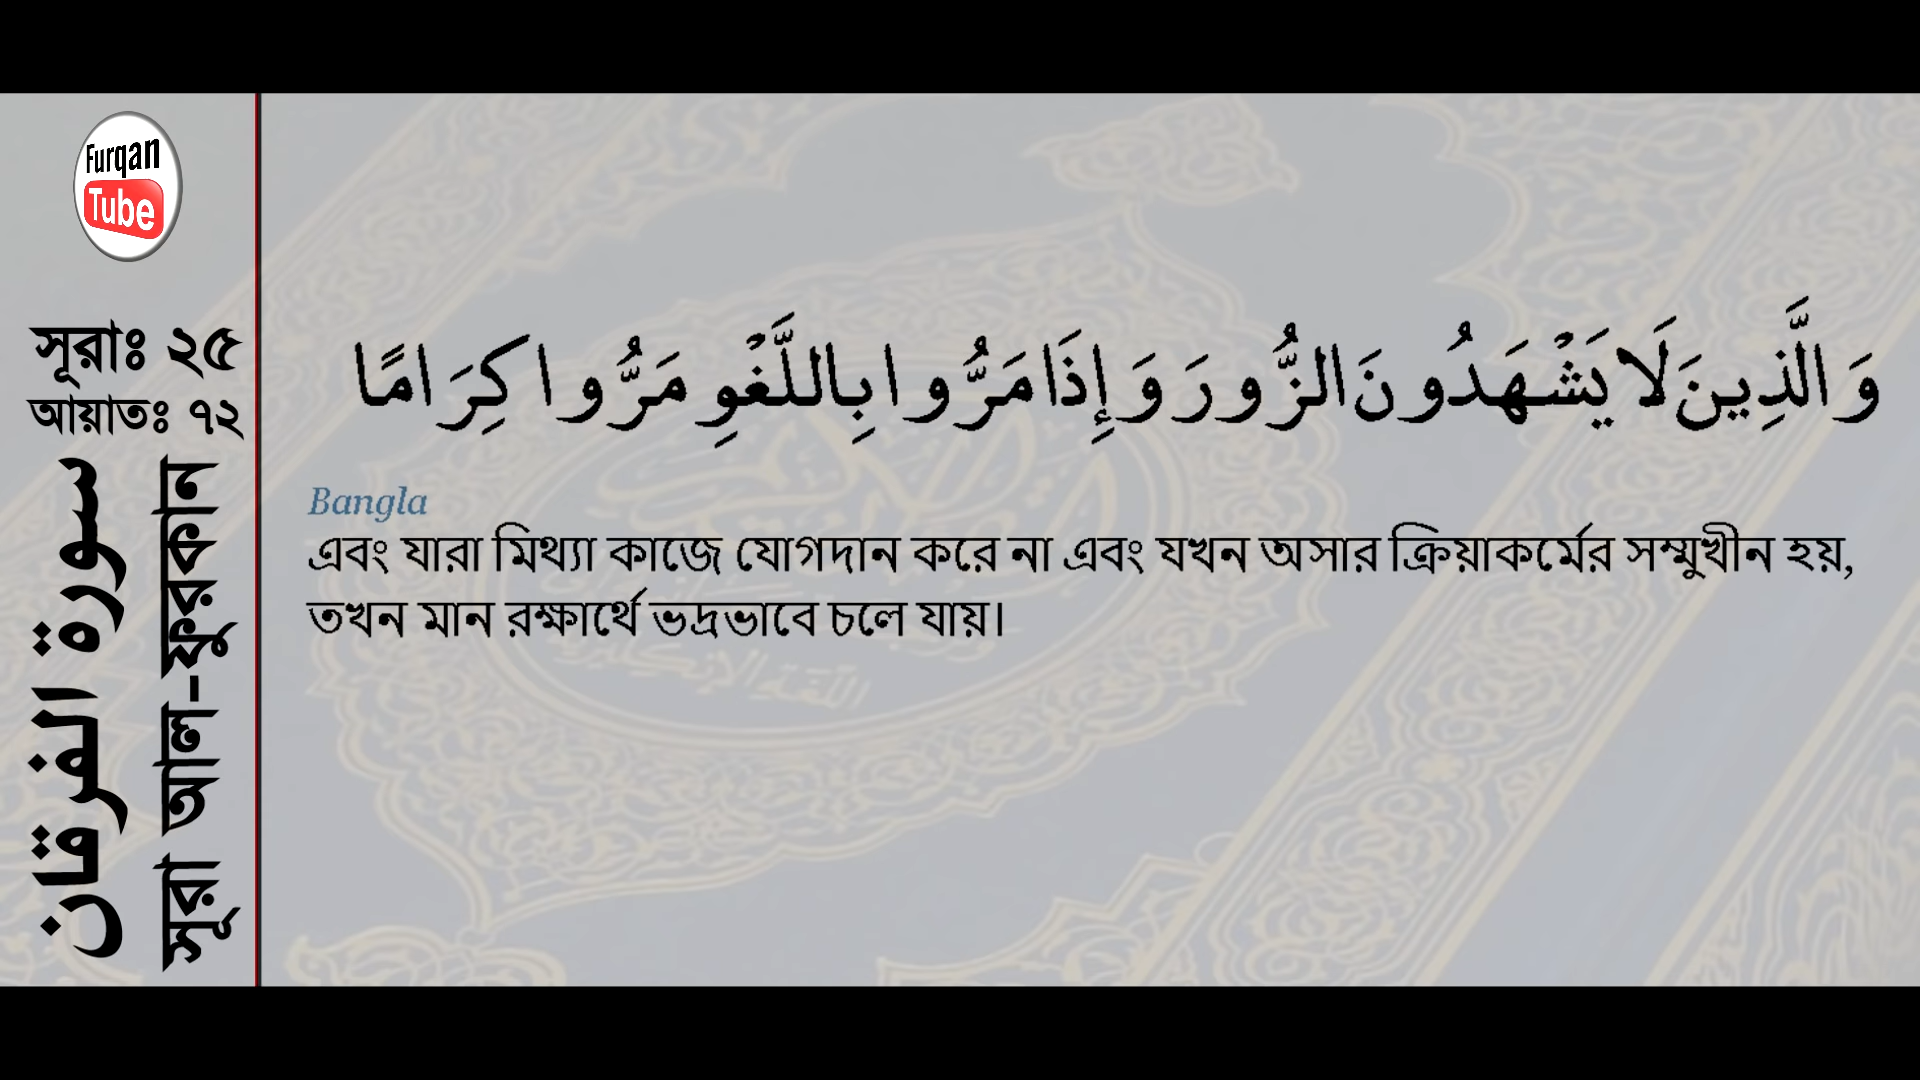 Furqan
Tube
সূরাঃ ২৫
আয়াতঃ ৭২
سورة الفرقان
সূরা আল-ফুরকান
وَالَّذِينَ لَا يَشْهَدُونَ الزُّورَ وَإِذَا مَرُّوا بِاللَّغْوِ مَرُّوا كِرَامًا
Bangla
এবং যারা মিথ্যা কাজে যোগদান করে না এবং যখন অসার ক্রিয়াকর্মের সম্মুখীন হয়,
তখন মান রক্ষার্থে ভদ্রভাবে চলে যায়।